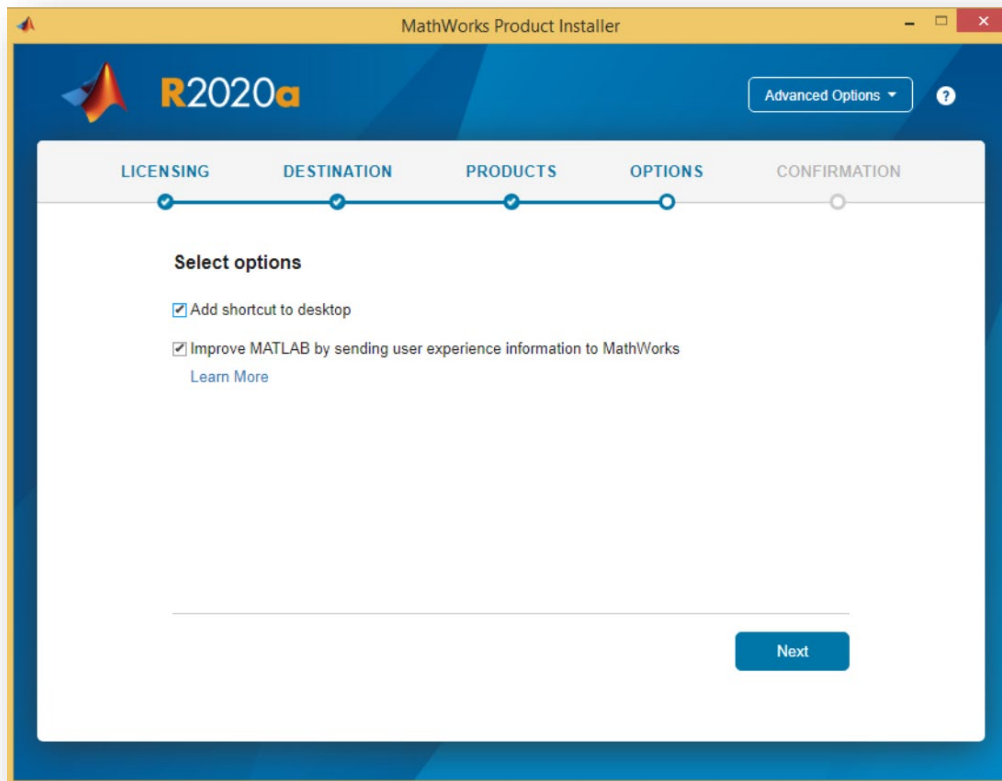 MathWorks Product Installer
R2020a
Advanced Options
?
LICENSING DESTINATION PRODUCTS OPTIONS CONFIRMATION
Select options
Add shortcut to desktop
Improve MATLAB by sending user experience information to MathWorks
Learn More
Next